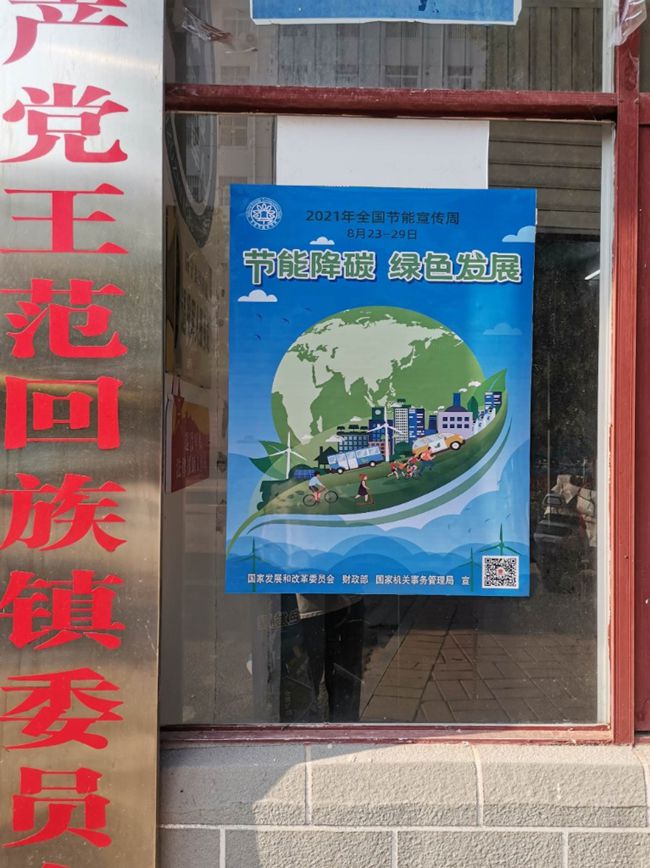 产党王范回族镇委员
2021年全国节能宣传周
8月23-29日
节能降碳 绿色发展
国家发展和改革委员会 财政部 国家机关事务管理局 宣